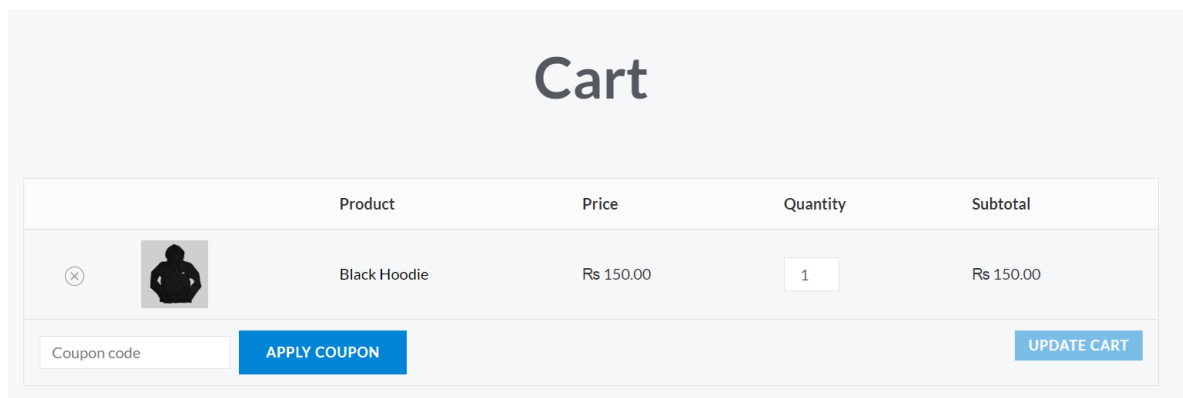 Cart
Product Price Quantity Subtotal
Black Hoodie ₨ 150.00 1 ₨ 150.00
Coupon code APPLY COUPON UPDATE CART